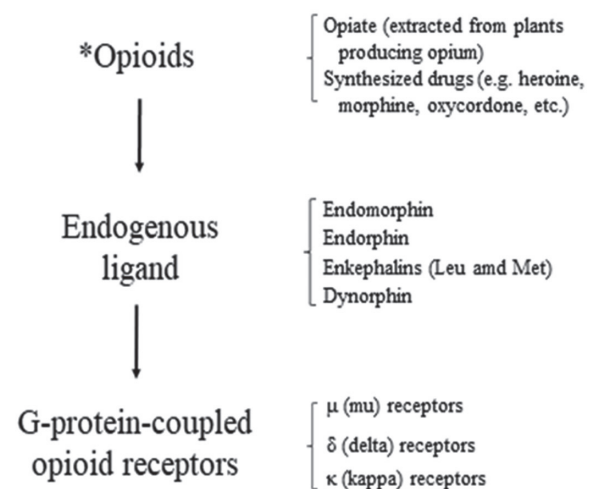 *Opioids
Opiate (extracted from plants
producing opium)
Synthesized drugs (e.g. heroine,
morphine, oxycordone, etc.)
Endogenous
ligand
Endomorphin
Endorphin
Enkephalins (Leu amd Met)
Dynorphin
G-protein-coupled
opioid receptors
μ (mu) receptors
δ (delta) receptors
κ (kappa) receptors